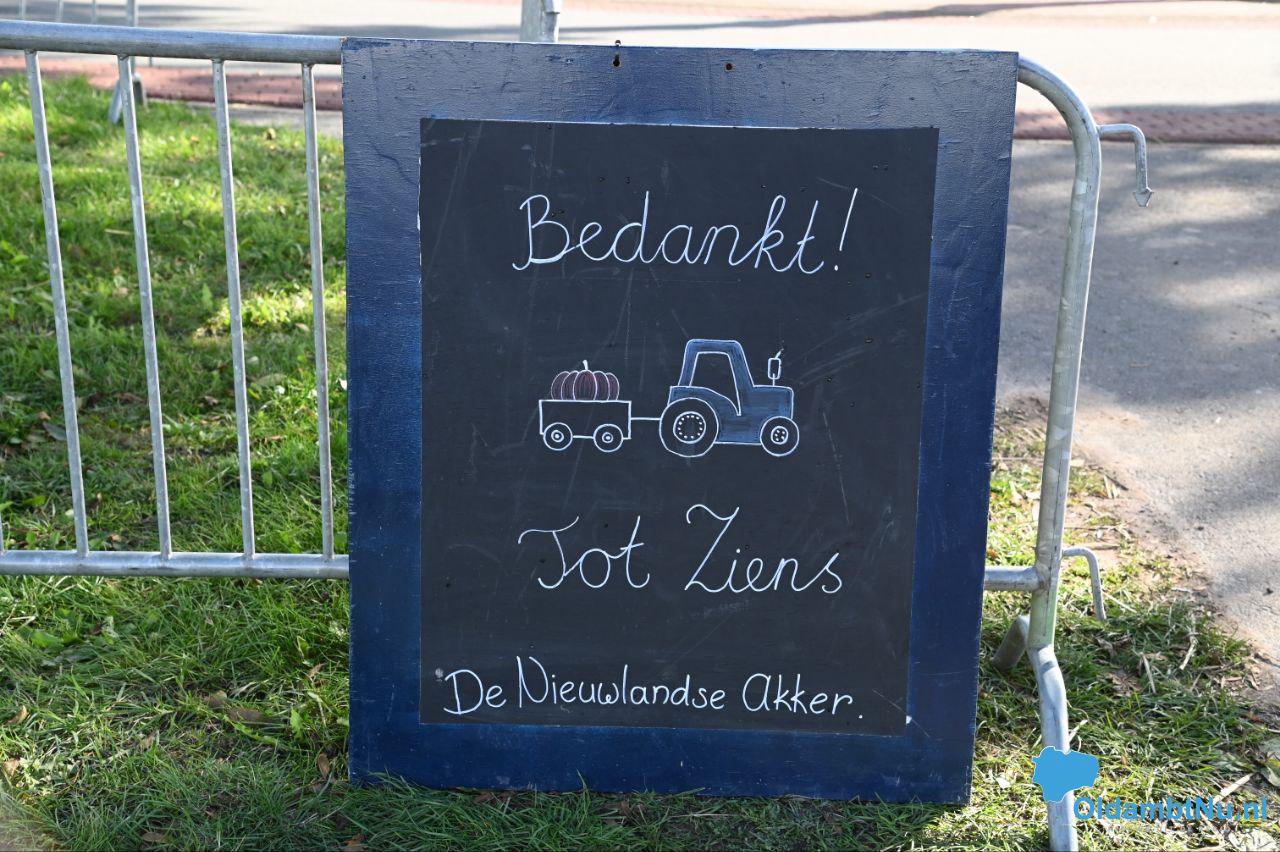 Bedankt!
Tot Ziens
De Nieuwlandse Akker.
OldambtNu.nl